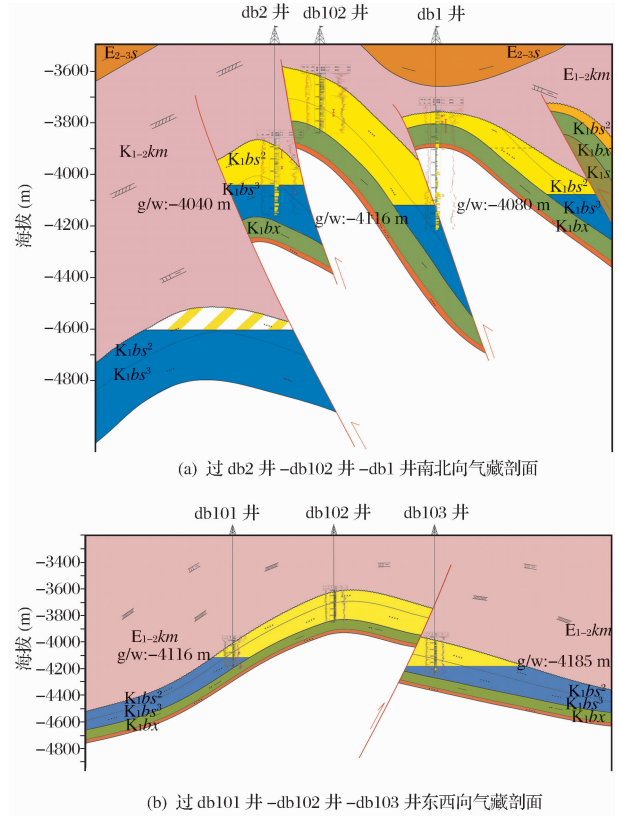 db2 井
db102 井
db1 井
E₂₋₃s
E₂₋₃s
−3600
E₁₋₂km
−3800
K₁bs²
K₁₋₂km
K₁bx
K₁bs²
−4000
K₁s
K₁bs²
K₁bs³
g/w:−4040 m
g/w:−4116 m
g/w:−4080 m
K₁bs³
−4200
K₁bx
K₁bx
海拔 (m)
−4400
−4600
K₁bs²
K₁bs³
−4800
(a) 过 db2 井 −db102 井 −db1 井南北向气藏剖面
db101 井
db102 井
db103 井
−3400
−3600
−3800
海拔 (m)
−4000
E₁₋₂km
E₁₋₂km
g/w:−4116 m
g/w:−4185 m
−4200
−4400
K₁bs²
K₁bs²
K₁bs³
K₁bs³
−4600
K₁bx
K₁bx
−4800
(b) 过 db101 井 −db102 井 −db103 井东西向气藏剖面